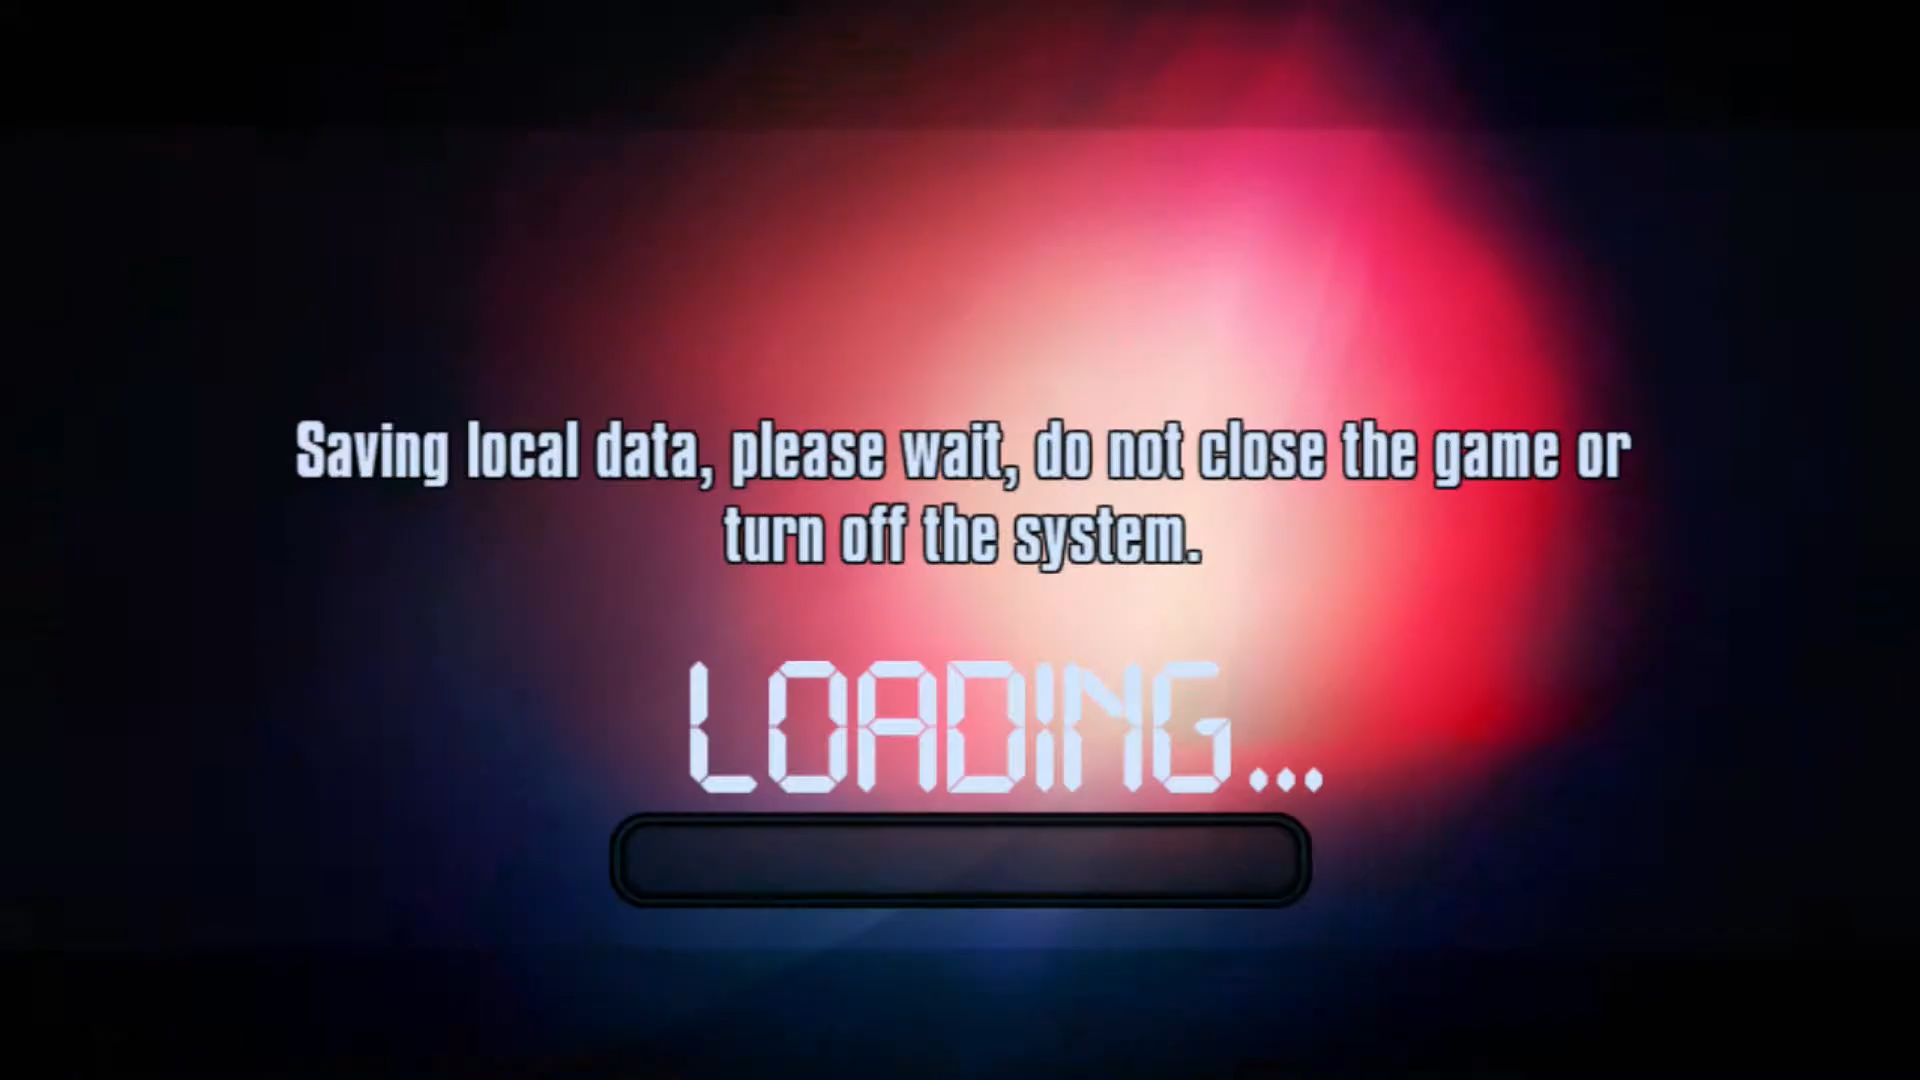 Saving local data, please wait, do not close the game or
turn off the system.
LOADING...